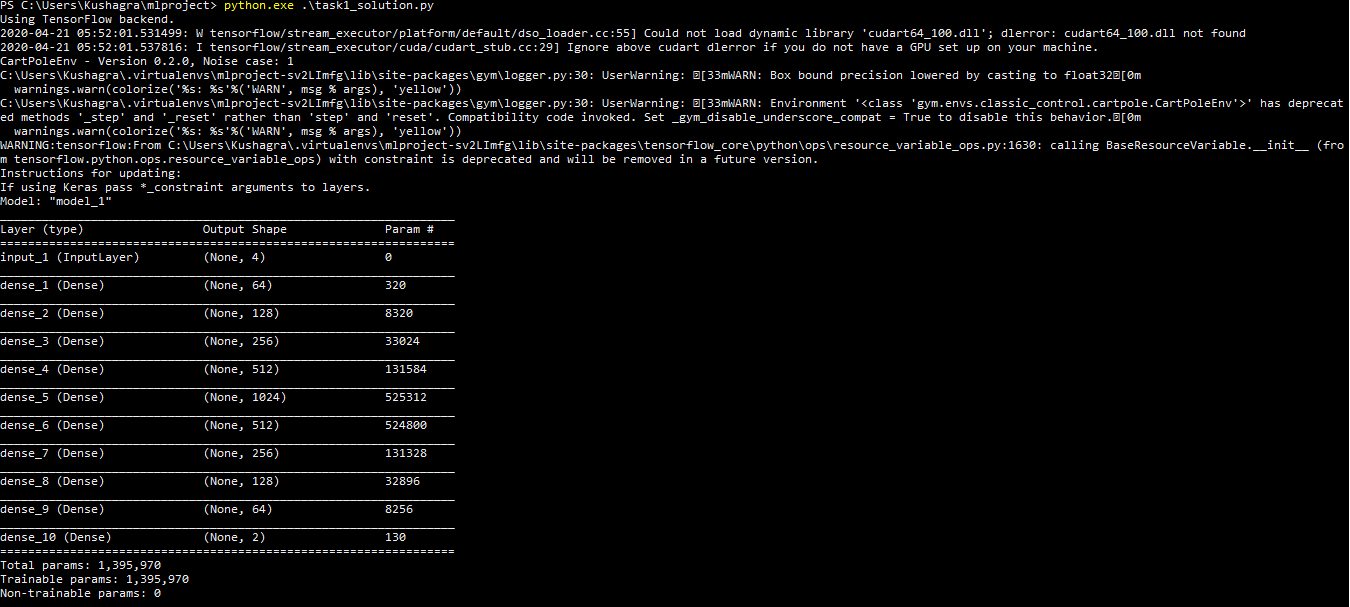 PS C:\Users\Kushagra\mlproject> python.exe .\task1_solution.py
Using TensorFlow backend.
2020-04-21 05:52:01.531499: W tensorflow/stream_executor/platform/default/dso_loader.cc:55] Could not load dynamic library 'cudart64_100.dll'; dlerror: cudart64_100.dll not found
2020-04-21 05:52:01.537816: I tensorflow/stream_executor/cuda/cudart_stub.cc:29] Ignore above cudart dlerror if you do not have a GPU set up on your machine.
CartPoleEnv - Version 0.2.0, Noise case: 1
C:\Users\Kushagra\.virtualenvs\mlproject-sv2LImfg\lib\site-packages\gym\logger.py:30: UserWarning: ⍰[33mWARN: Box bound precision lowered by casting to float32⍰[0m
  warnings.warn(colorize('%s: %s'%('WARN', msg % args), 'yellow'))
C:\Users\Kushagra\.virtualenvs\mlproject-sv2LImfg\lib\site-packages\gym\logger.py:30: UserWarning: ⍰[33mWARN: Environment '<class 'gym.envs.classic_control.cartpole.CartPoleEnv'>' has deprecat
ed methods '_step' and '_reset' rather than 'step' and 'reset'. Compatibility code invoked. Set _gym_disable_underscore_compat = True to disable this behavior.⍰[0m
  warnings.warn(colorize('%s: %s'%('WARN', msg % args), 'yellow'))
WARNING:tensorflow:From C:\Users\Kushagra\.virtualenvs\mlproject-sv2LImfg\lib\site-packages\tensorflow_core\python\ops\resource_variable_ops.py:1630: calling BaseResourceVariable.__init__ (fro
m tensorflow.python.ops.resource_variable_ops) with constraint is deprecated and will be removed in a future version.
Instructions for updating:
If using Keras pass *_constraint arguments to layers.
Model: "model_1"
_________________________________________________________________
Layer (type)                 Output Shape              Param #
=================================================================
input_1 (InputLayer)         (None, 4)                 0
_________________________________________________________________
dense_1 (Dense)              (None, 64)                320
_________________________________________________________________
dense_2 (Dense)              (None, 128)               8320
_________________________________________________________________
dense_3 (Dense)              (None, 256)               33024
_________________________________________________________________
dense_4 (Dense)              (None, 512)               131584
_________________________________________________________________
dense_5 (Dense)              (None, 1024)              525312
_________________________________________________________________
dense_6 (Dense)              (None, 512)               524800
_________________________________________________________________
dense_7 (Dense)              (None, 256)               131328
_________________________________________________________________
dense_8 (Dense)              (None, 128)               32896
_________________________________________________________________
dense_9 (Dense)              (None, 64)                8256
_________________________________________________________________
dense_10 (Dense)             (None, 2)                 130
=================================================================
Total params: 1,395,970
Trainable params: 1,395,970
Non-trainable params: 0